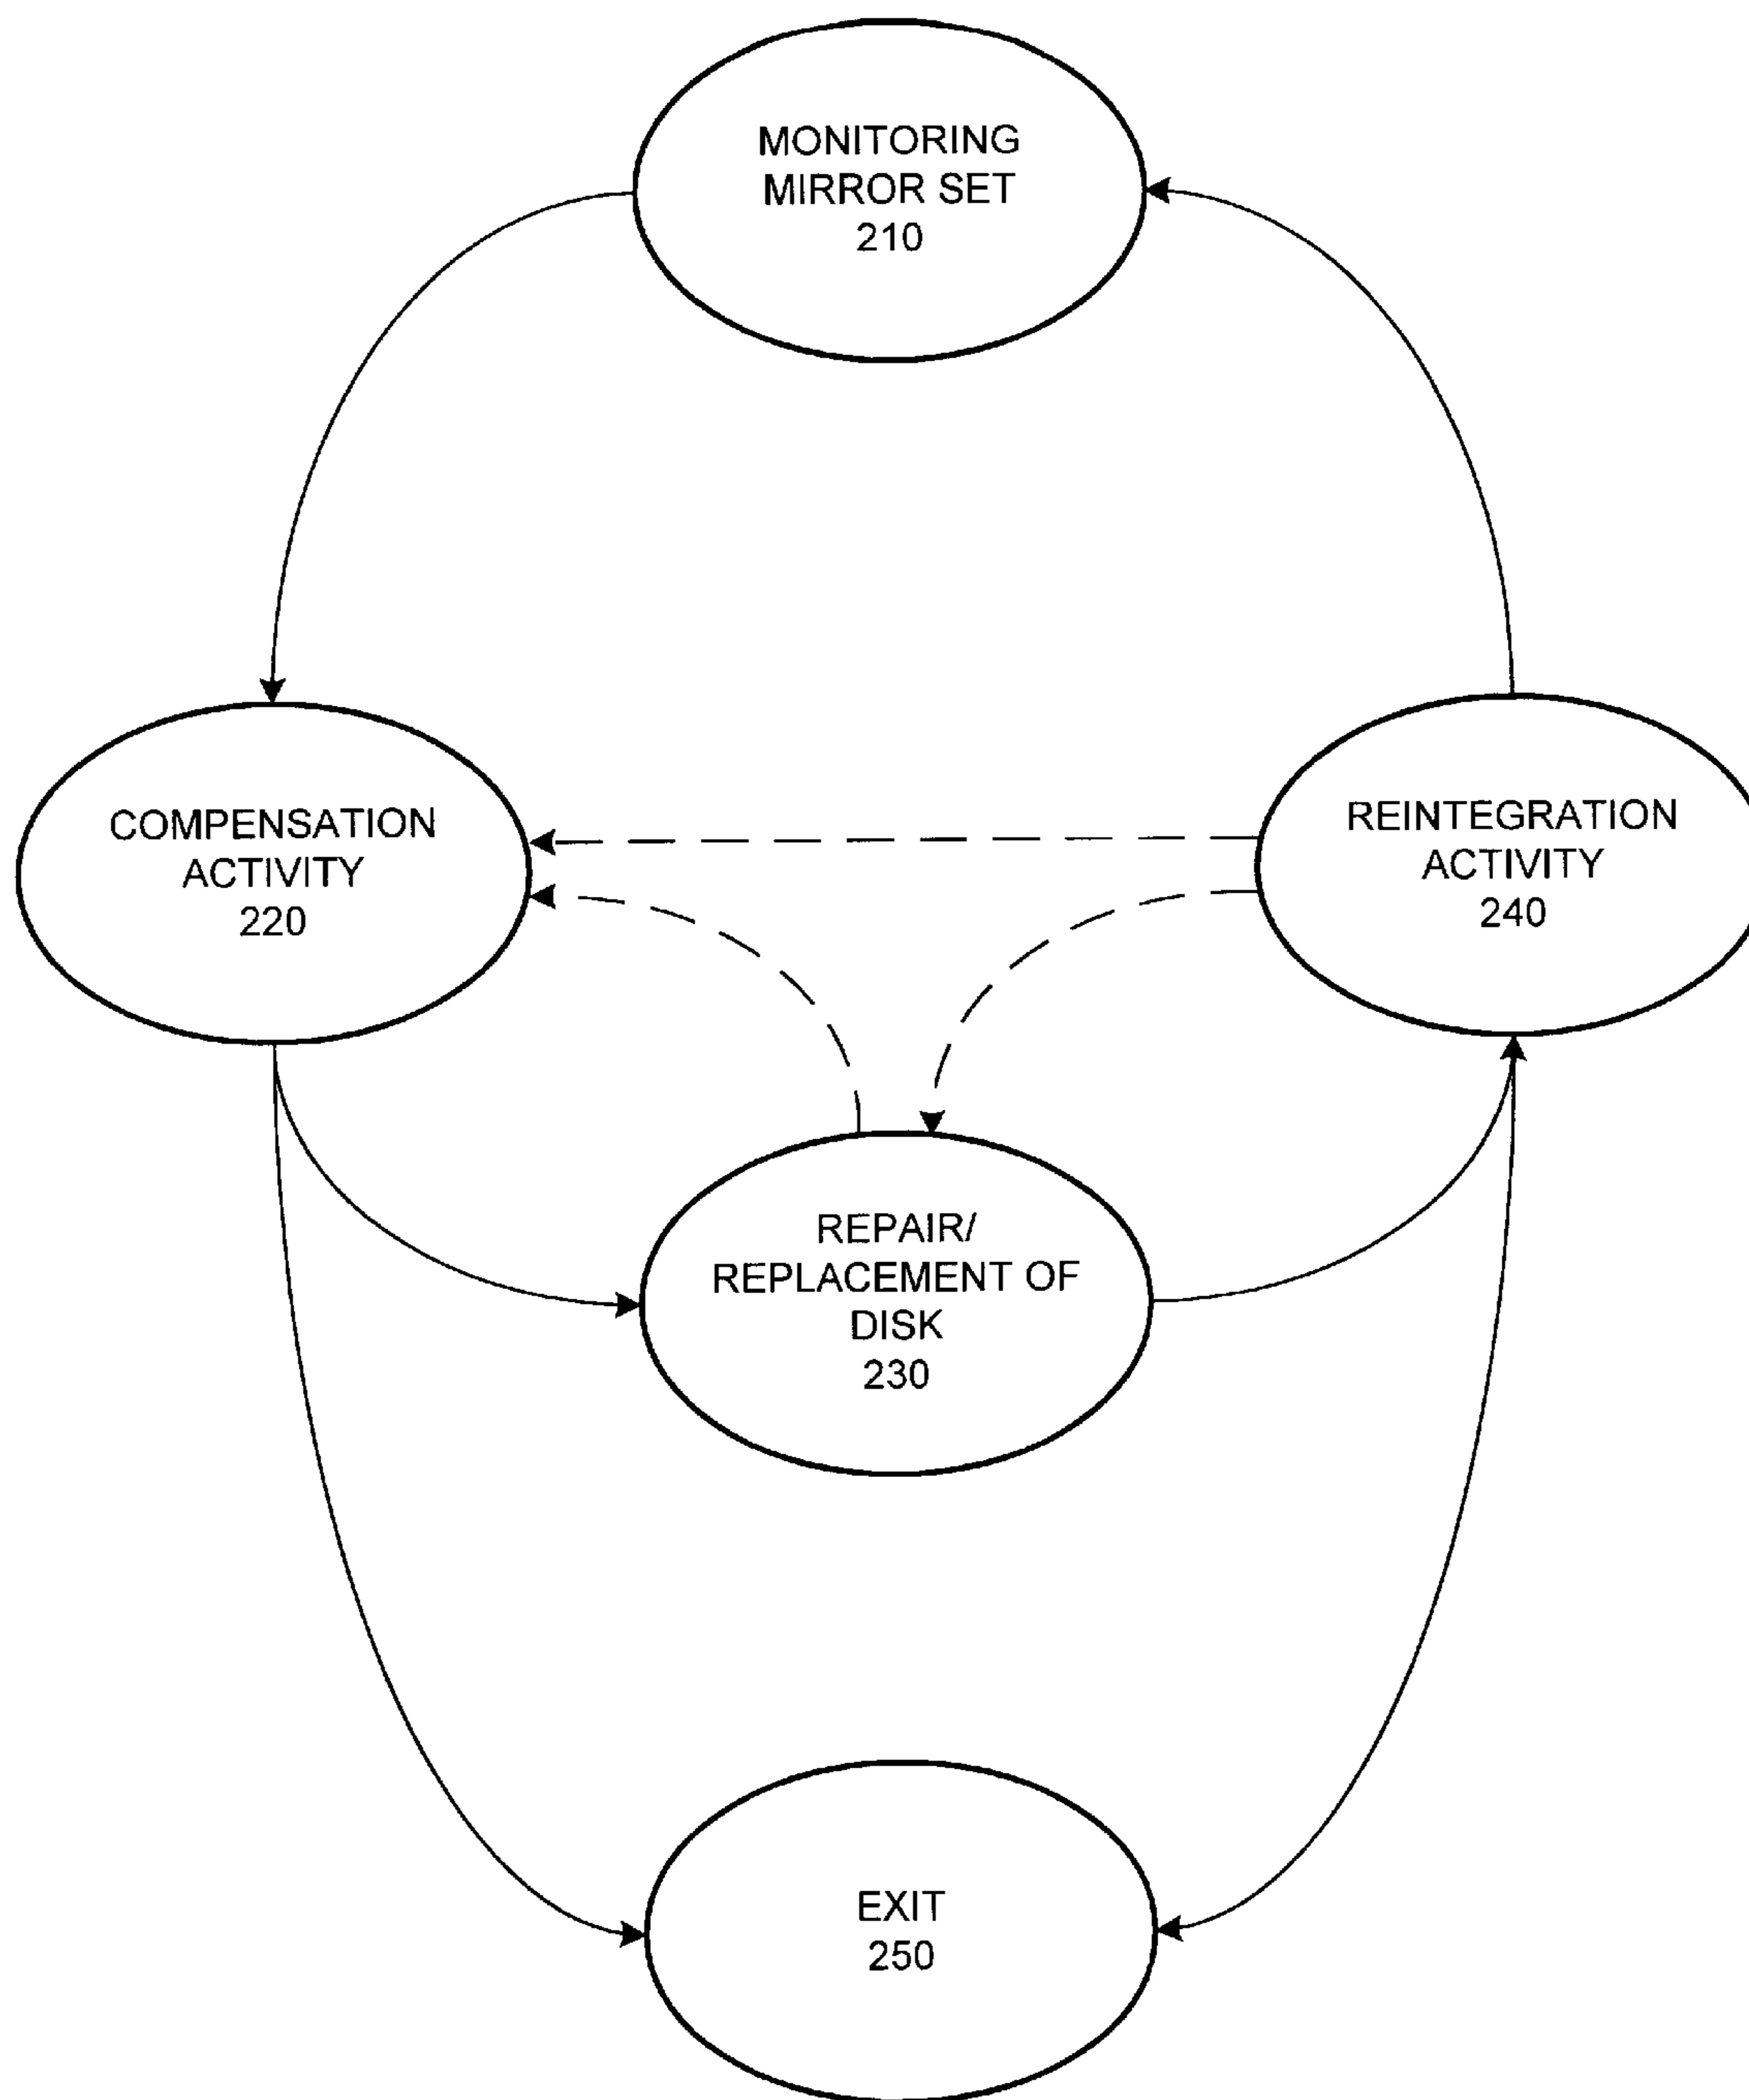 MONITORING
MIRROR SET
210
COMPENSATION
ACTIVITY
220
REINTEGRATION
ACTIVITY
240
REPAIR/
REPLACEMENT OF
DISK
230
EXIT
250